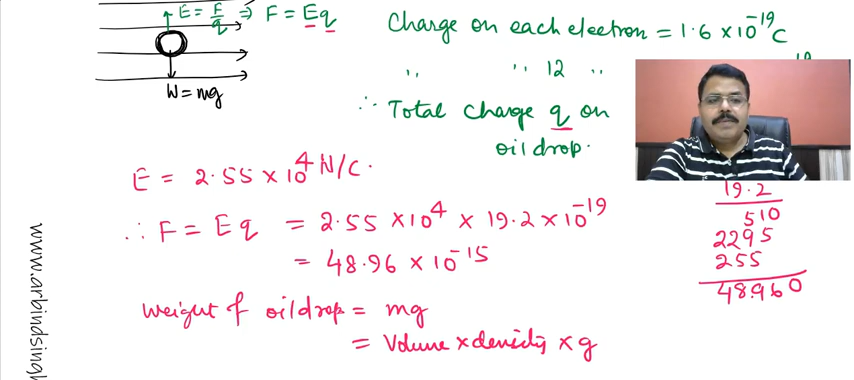 E = F/q ⇒ F = Eq
Charge on each electron = 1.6 × 10⁻¹⁹ C
〃 〃 12 〃
W = mg
∴ Total charge q on
oil drop.
E = 2.55 × 10⁴ N/C.
19.2
510
2295
255
48.960
∴ F = Eq = 2.55 × 10⁴ × 19.2 × 10⁻¹⁹
= 48.96 × 10⁻¹⁵
Weight of oil drop = mg
= Volume × density × g
www.arbindsingh